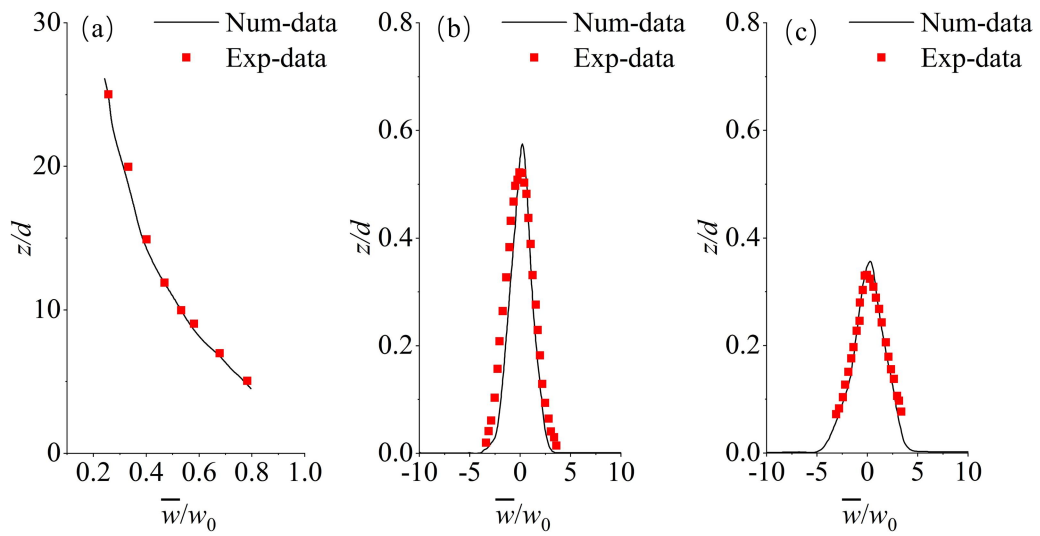 (a)
Num-data
Exp-data
30
20
10
0
z/d
0.2 0.4 0.6 0.8 1.0
w̅/w₀
(b)
Num-data
Exp-data
0.8
0.6
0.4
0.2
0.0
z/d
-10 -5 0 5 10
w̅/w₀
(c)
Num-data
Exp-data
0.8
0.6
0.4
0.2
0.0
z/d
-10 -5 0 5 10
w̅/w₀